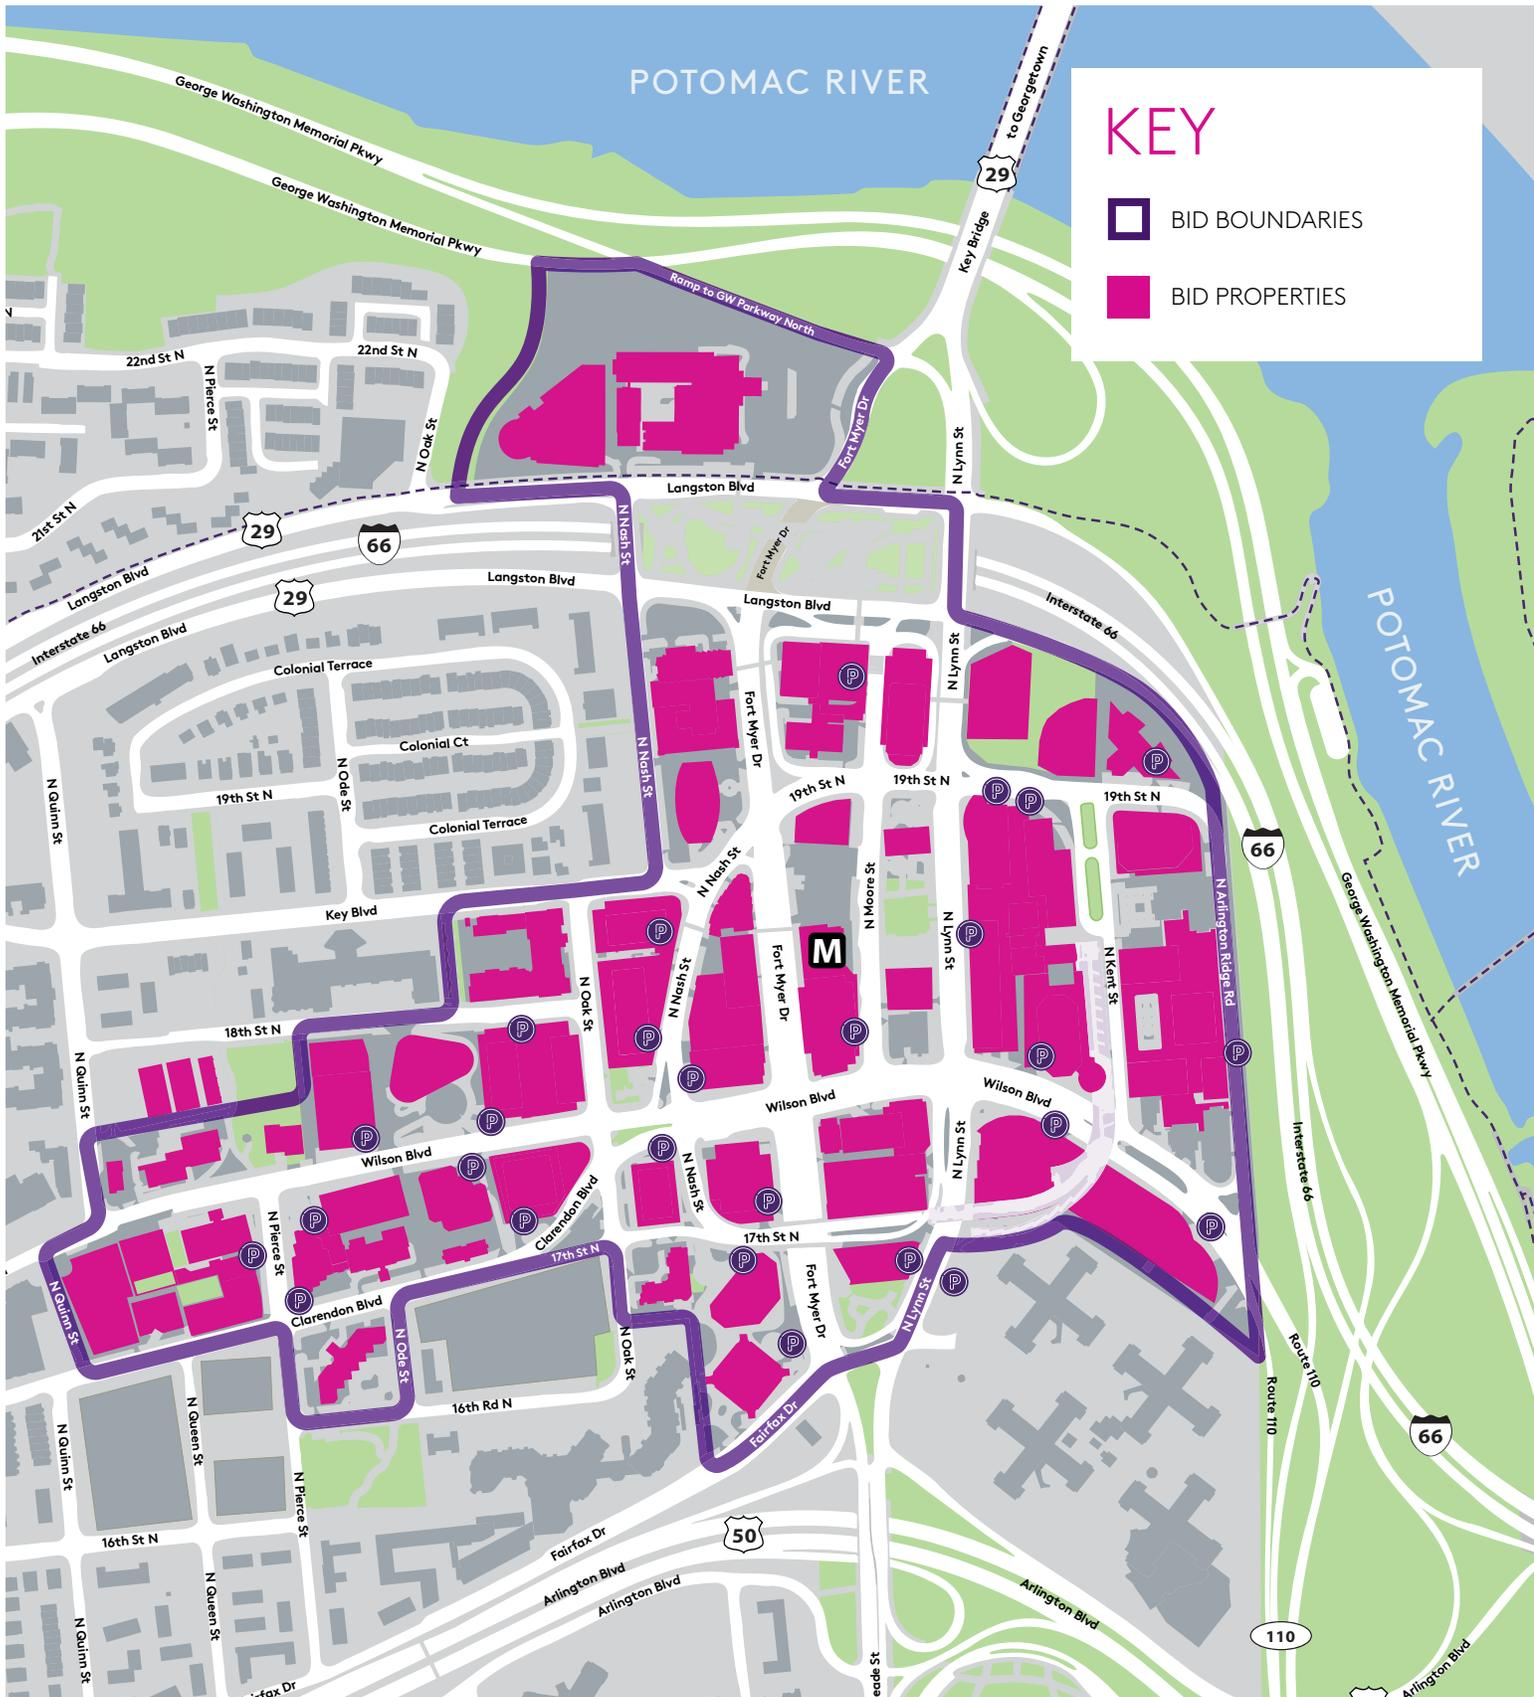 POTOMAC RIVER
to Georgetown
29
Key Bridge
KEY
BID BOUNDARIES
BID PROPERTIES
George Washington Memorial Pkwy
George Washington Memorial Pkwy
Ramp to GW Parkway North
N
22nd St N
22nd St N
N Pierce St
N Oak St
Fort Myer Dr
N Lynn St
21st St N
29
66
Langston Blvd
N Nash St
Fort Myer Dr
Langston Blvd
Langston Blvd
Interstate 66
29
Langston Blvd
Langston Blvd
Interstate 66
POTOMAC RIVER
Langston Blvd
Colonial Terrace
N Lynn St
Fort Myer Dr
N Nash St
Colonial Ct
N Ode St
N Quinn St
19th St N
Colonial Terrace
19th St N
19th St N
19th St N
P
P
P
P
66
N Nash St
N Moore St
Key Blvd
N Arlington Ridge Rd
George Washington Memorial Pkwy
P
P
M
N Lynn St
N Nash St
Fort Myer Dr
N Kent St
N Oak St
18th St N
P
P
P
P
P
N Quinn St
P
Wilson Blvd
Wilson Blvd
P
P
P
P
Wilson Blvd
P
P
N Nash St
N Lynn St
Interstate 66
P
P
P
P
Clarendon Blvd
N Pierce St
P
17th St N
17th St N
P
P
P
P
N Quinn St
P
Clarendon Blvd
Fort Myer Dr
N Lynn St
P
N Ode St
N Oak St
Route 110
Route 110
16th Rd N
Fairfax Dr
N Quinn St
N Queen St
66
N Pierce St
16th St N
50
Fairfax Dr
Arlington Blvd
Arlington Blvd
Arlington Blvd
N Queen St
N Quinn St
110
eade St
Arlington Blvd
fax Dr